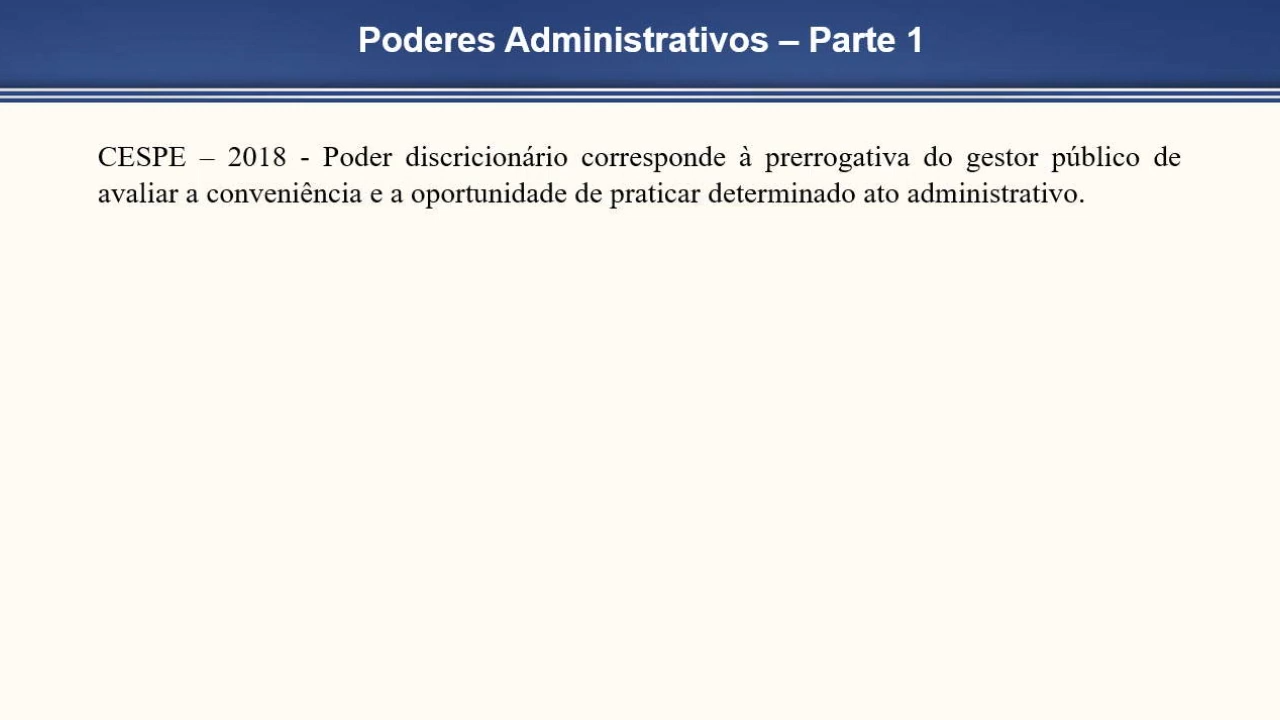 Poderes Administrativos – Parte 1
CESPE – 2018 - Poder discricionário corresponde à prerrogativa do gestor público de
avaliar a conveniência e a oportunidade de praticar determinado ato administrativo.